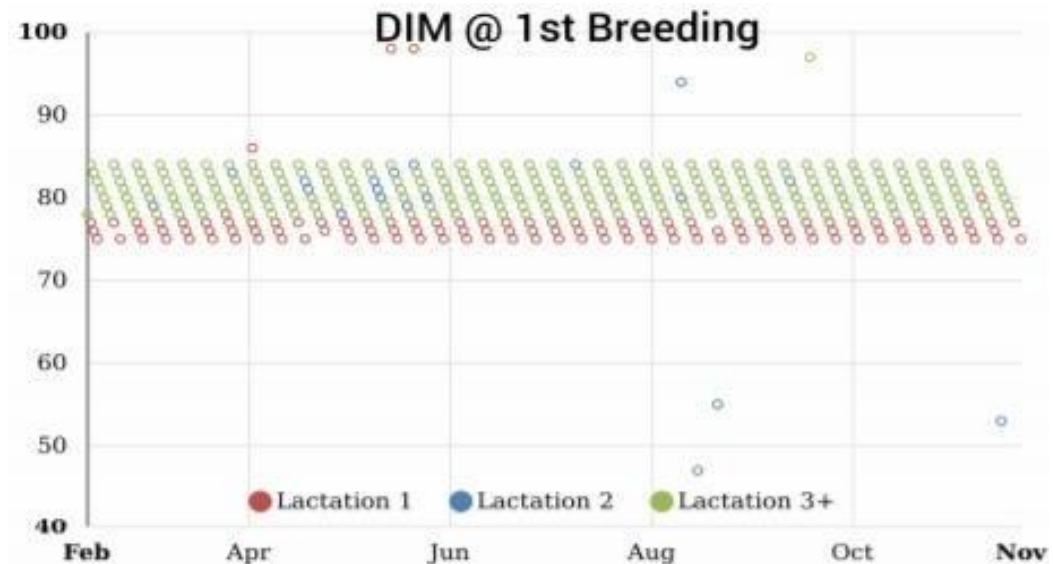 DIM @ 1st Breeding
100
90
80
70
60
50
40
Lactation 1 Lactation 2 Lactation 3+
Feb Apr Jun Aug Oct Nov